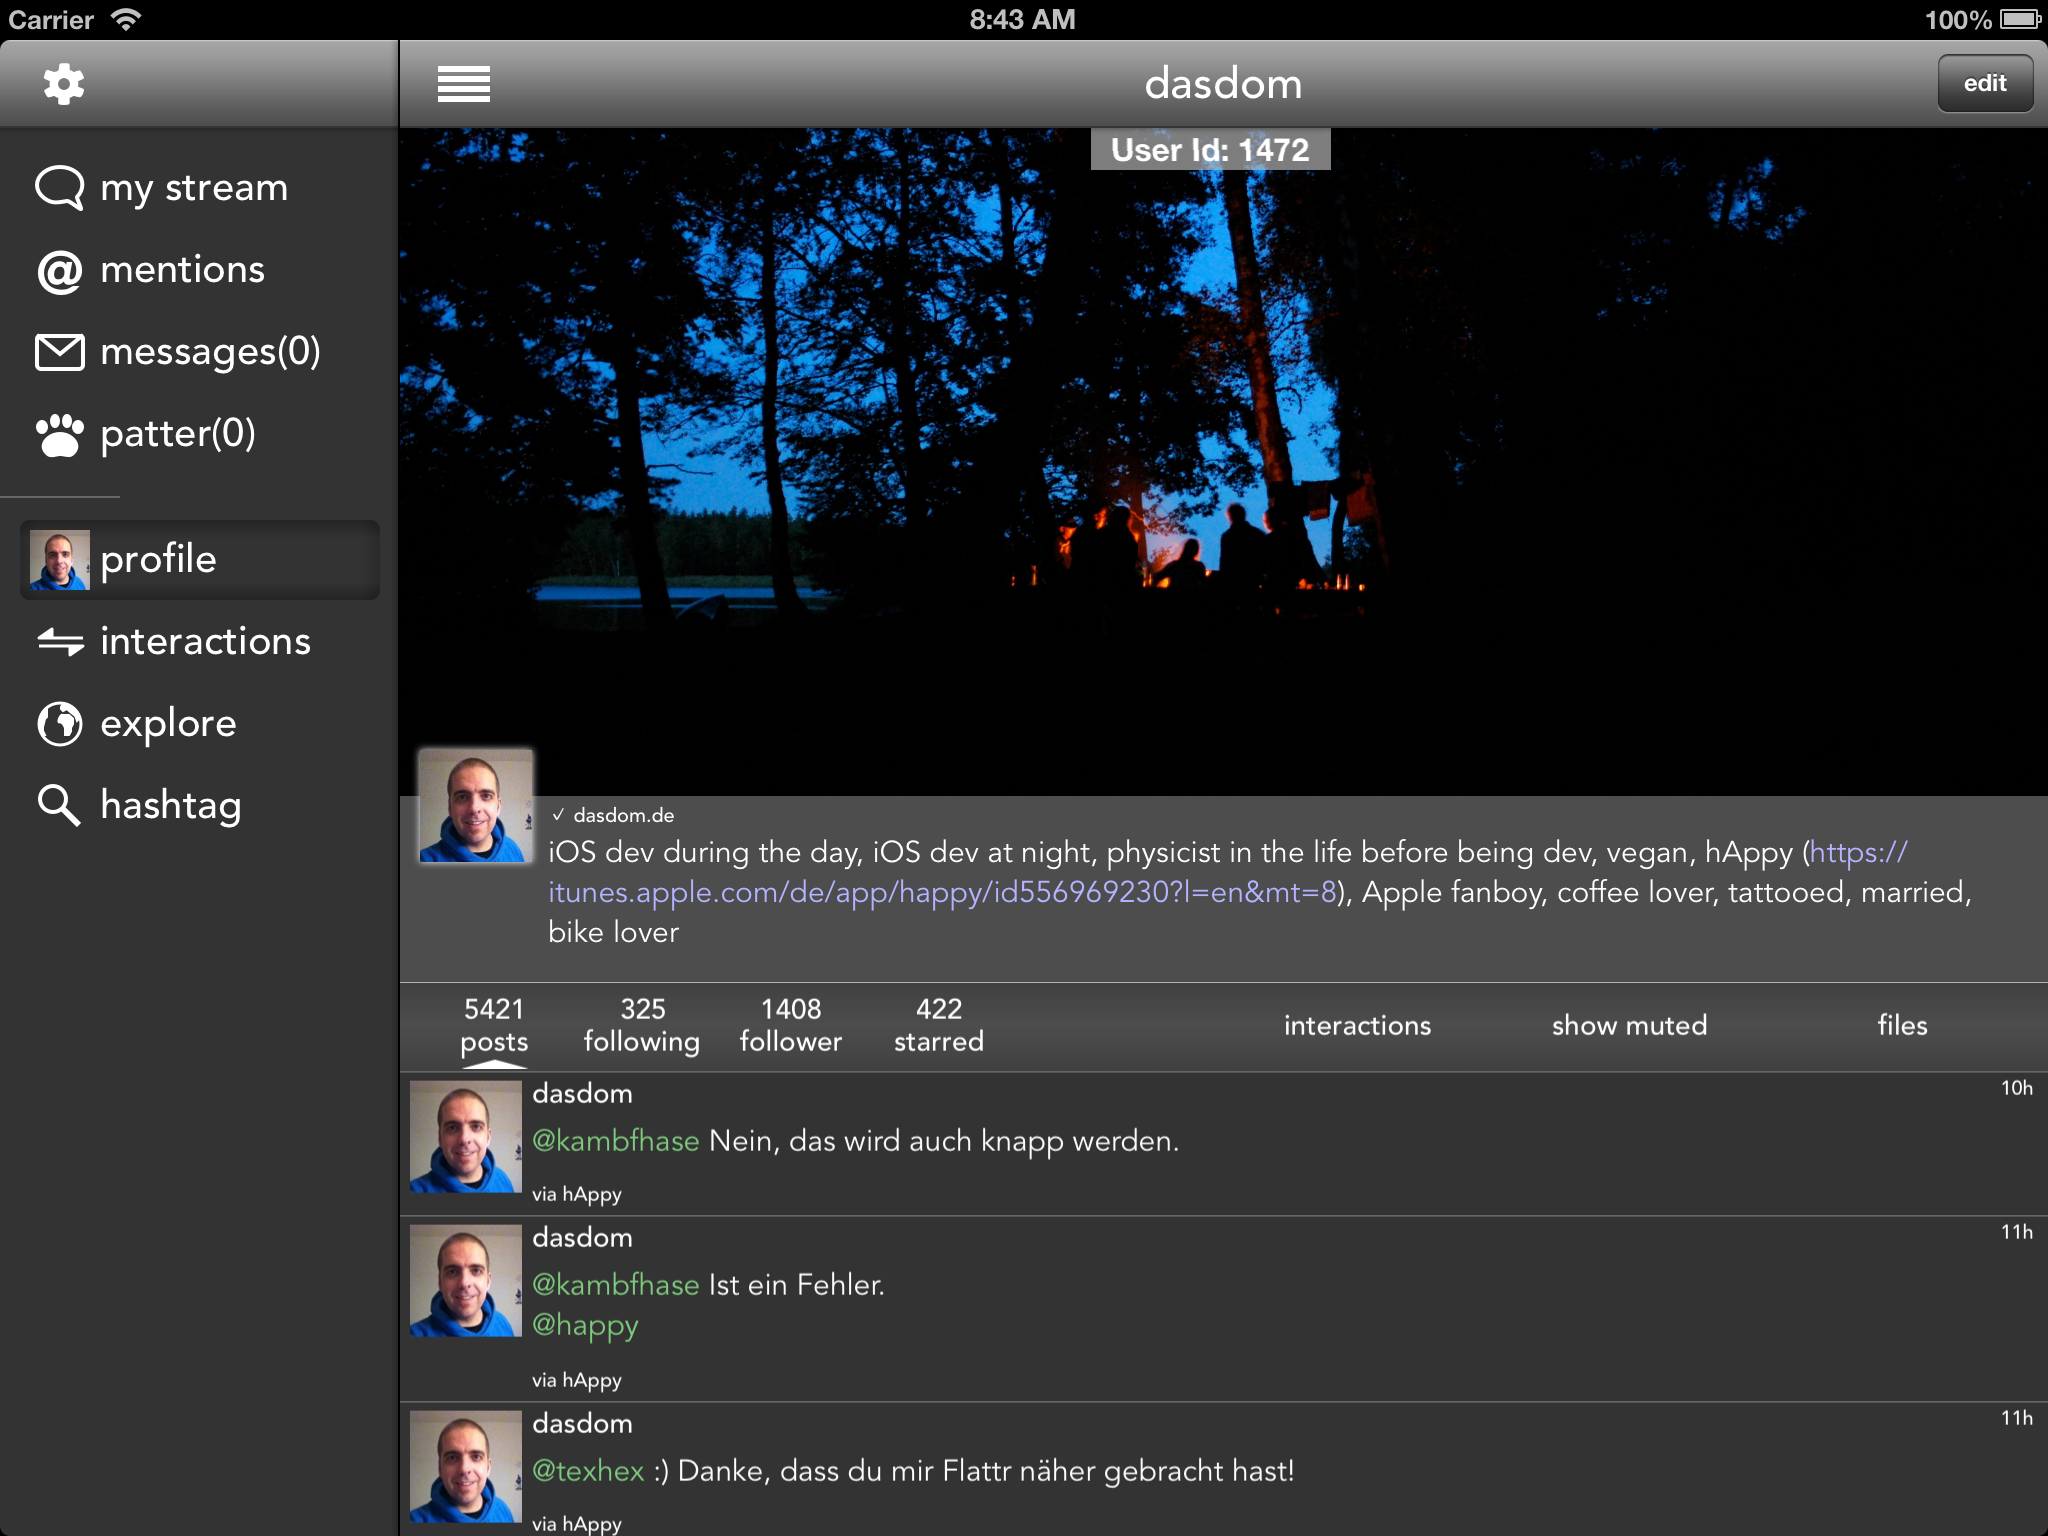 Carrier 8:43 AM 100%
dasdom
edit
User Id: 1472
my stream
@ mentions
messages(0)
patter(0)
profile
interactions
explore
hashtag
✓ dasdom.de
iOS dev during the day, iOS dev at night, physicist in the life before being dev, vegan, hAppy (https://
itunes.apple.com/de/app/happy/id556969230?l=en&mt=8), Apple fanboy, coffee lover, tattooed, married,
bike lover
5421 325 1408 422
posts following follower starred interactions show muted files
dasdom 10h
@kambfhase Nein, das wird auch knapp werden.
via hAppy
dasdom 11h
@kambfhase Ist ein Fehler.
@happy
via hAppy
dasdom 11h
@texhex :) Danke, dass du mir Flattr näher gebracht hast!
via hAppy